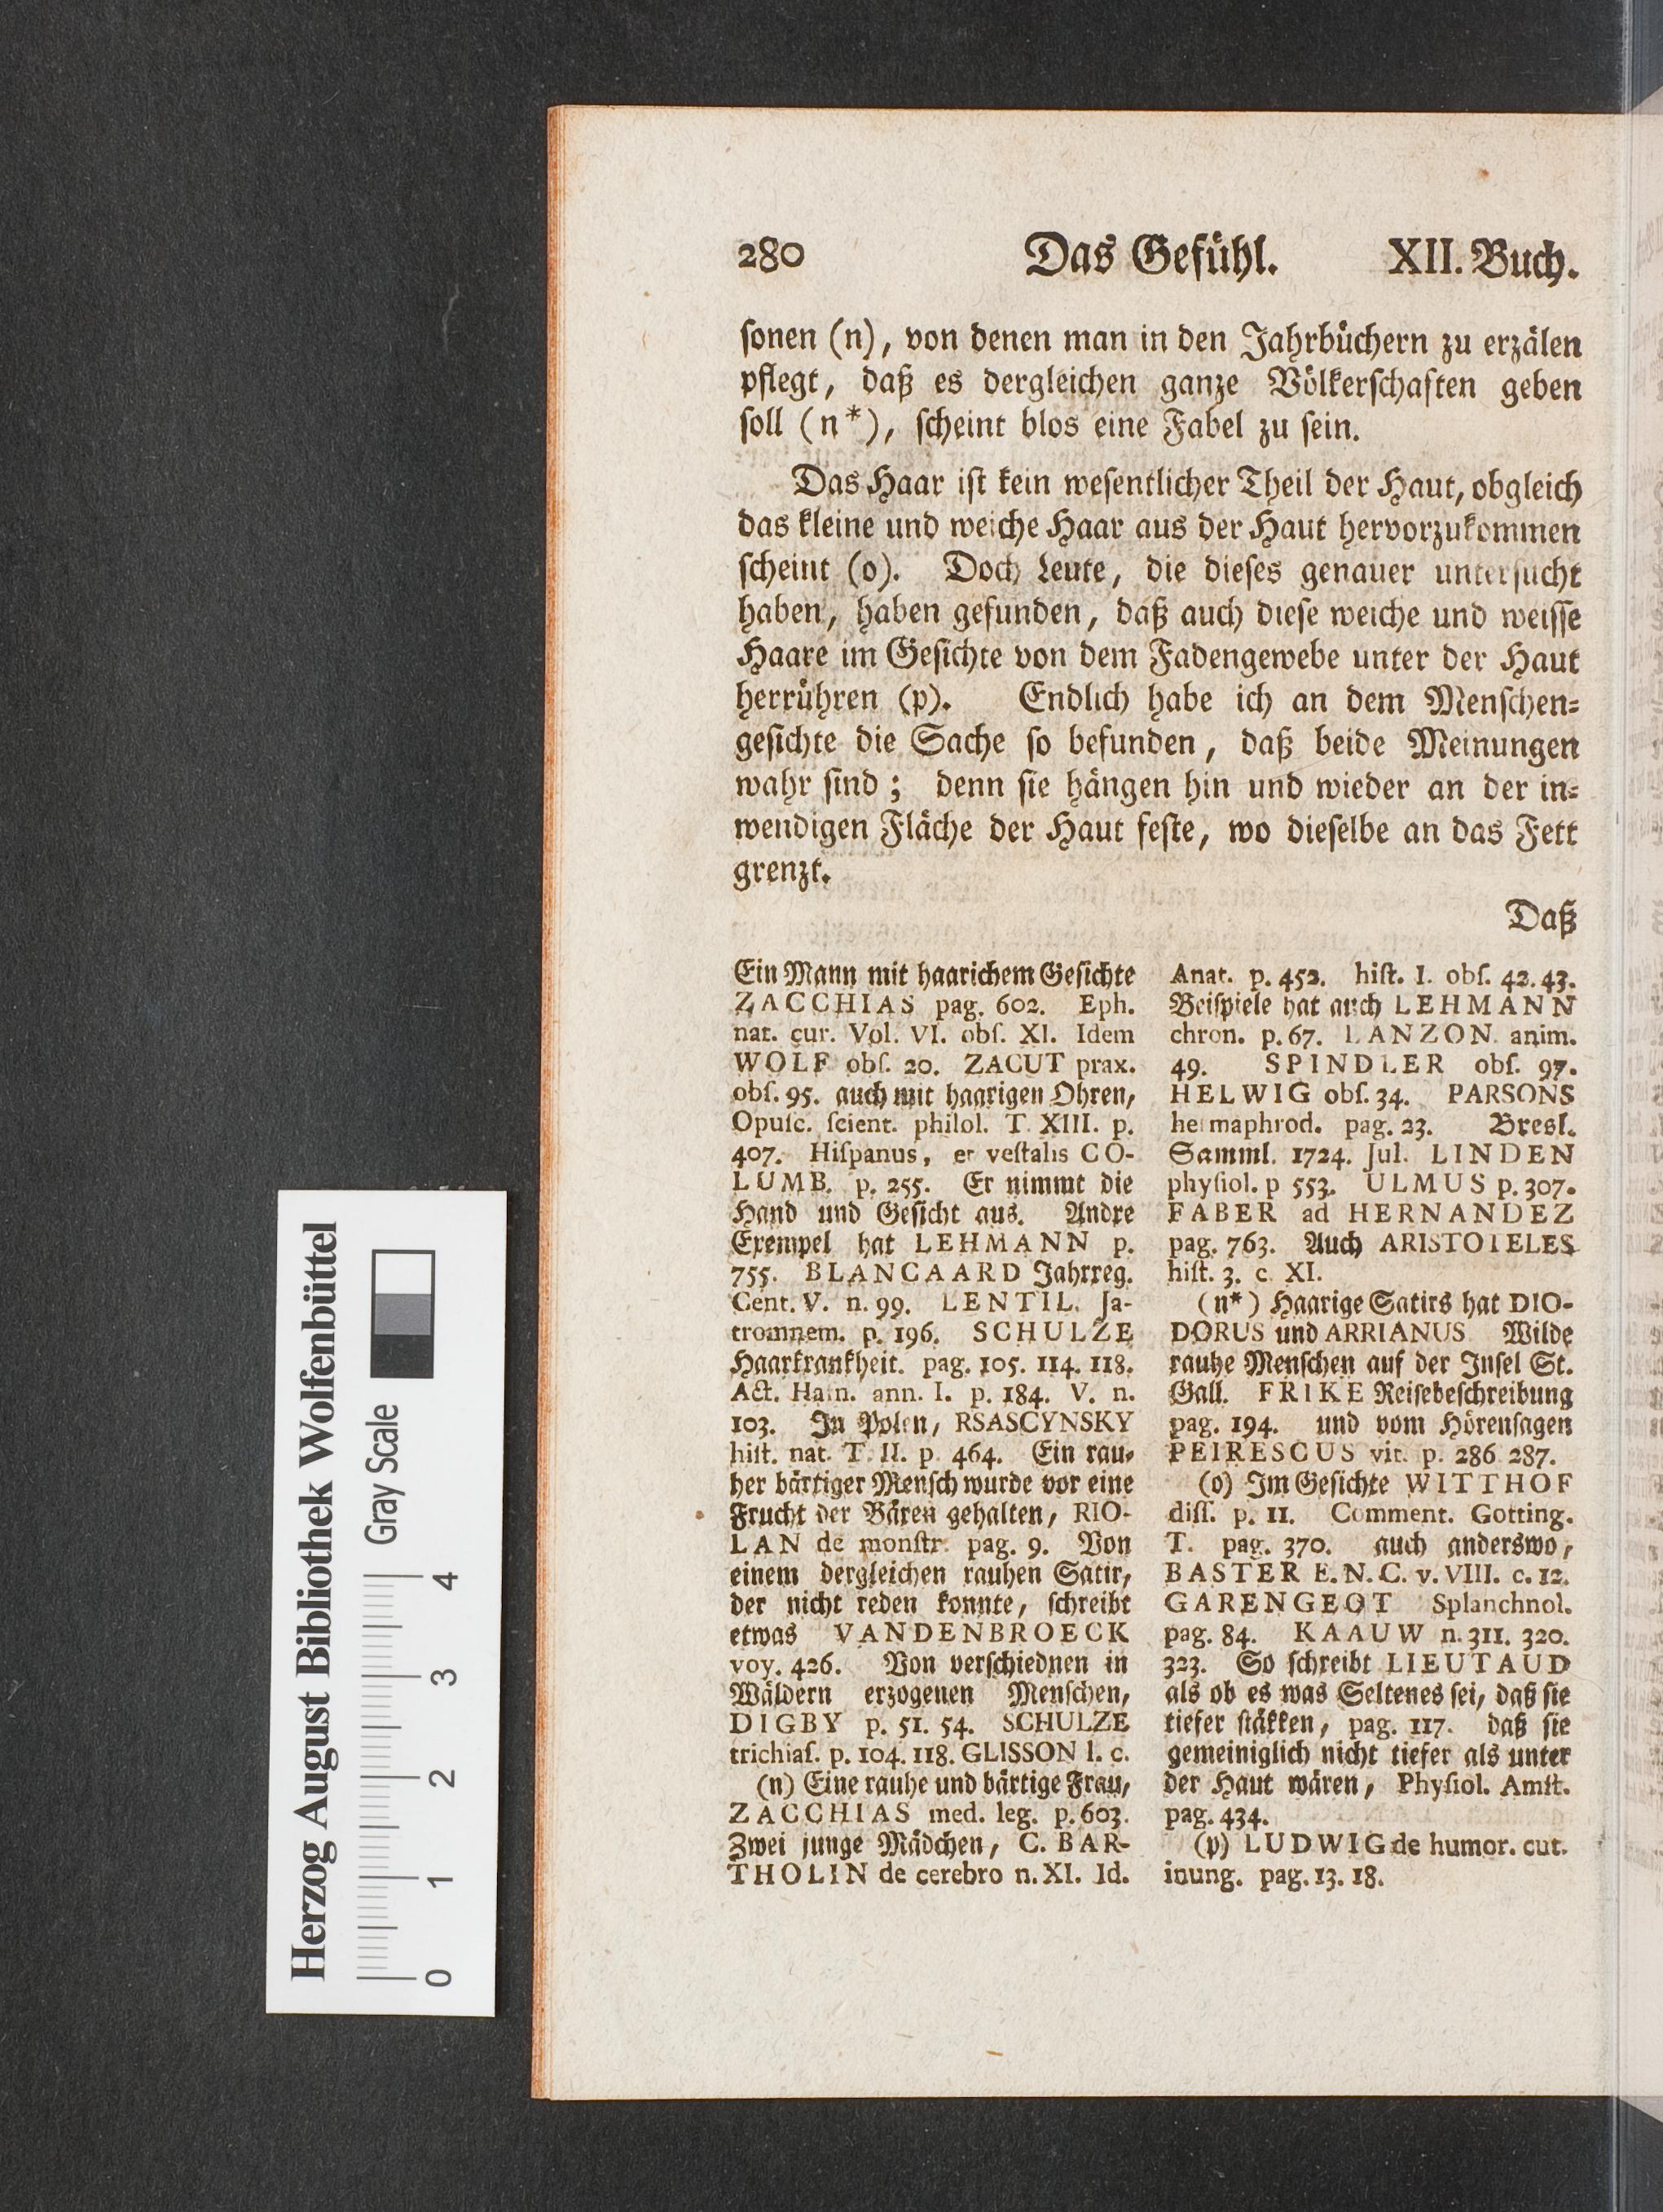 280 Das Gefühl. XII. Buch.
ſonen (n), von denen man in den Jahrbüchern zu erzälen
pflegt, daß es dergleichen ganze Völkerſchaften geben
ſoll (n*), ſcheint blos eine Fabel zu ſein.
Das Haar iſt kein weſentlicher Theil der Haut, obgleich
das kleine und weiche Haar aus der Haut hervorzukommen
ſcheint (o). Doch Leute, die dieſes genauer unterſucht
haben, haben gefunden, daß auch dieſe weiche und weiſſe
Haare im Geſichte von dem Fadengewebe unter der Haut
herrühren (p). Endlich habe ich an dem Menſchen=
geſichte die Sache ſo befunden, daß beide Meinungen
wahr ſind; denn ſie hängen hin und wieder an der in=
wendigen Fläche der Haut feſte, wo dieſelbe an das Fett
grenzt.
Daß
Ein Mann mit haarichem Geſichte
ZACCHIAS pag. 602. Eph.
nat. cur. Vol. VI. obſ. XI. Idem
WOLF obſ. 20. ZACUT prax.
obſ. 95. auch mit haarigen Ohren,
Opuſc. ſcient. philol. T. XIII. p.
407. Hiſpanus, et veſtalis CO-
LUMB. p. 255. Er nimmt die
Hand und Geſicht aus. Andre
Exempel hat LEHMANN p.
755. BLANCAARD Jahrreg.
Cent. V. n. 99. LENTIL. Ja-
tromnem. p. 196. SCHULZE
Haarkrankheit. pag. 105. 114. 118.
Act. Hafn. ann. I. p. 184. V. n.
103. In Polen, RSASCYNSKY
hiſt. nat. T. II. p. 464. Ein rau=
her bärtiger Menſch wurde vor eine
Frucht der Bären gehalten, RIO-
LAN de monſtr. pag. 9. Von
einem dergleichen rauhen Satir,
der nicht reden konnte, ſchreibt
etwas VANDENBROECK
voy. 426. Von verſchiednen in
Wäldern erzogenen Menſchen,
DIGBY p. 51. 54. SCHULZE
trichiaſ. p. 104. 118. GLISSON l. c.
(n) Eine rauhe und bärtige Frau,
ZACCHIAS med. leg. p. 603.
Zwei junge Mädchen, C. BAR-
THOLIN de cerebro n. XI. Id.
Anat. p. 452. hiſt. I. obſ. 42. 43.
Beiſpiele hat auch LEHMANN
chron. p. 67. LANZON. anim.
49. SPINDLER obſ. 97.
HELWIG obſ. 34. PARSONS
hermaphrod. pag. 23. Bresl.
Samml. 1724. Jul. LINDEN
phyſiol. p 553. ULMUS p. 307.
FABER ad HERNANDEZ
pag. 763. Auch ARISTOTELES
hiſt. 3. c. XI.
(n*) Haarige Satirs hat DIO-
DORUS und ARRIANUS Wilde
rauhe Menſchen auf der Inſel St.
Gall. FRIKE Reiſebeſchreibung
pag. 194. und vom Hörenſagen
PEIRESCUS vit. p. 286 287.
(o) Im Geſichte WITTHOF
diſſ. p. 11. Comment. Gotting.
T. pag. 370. auch anderswo,
BASTER E. N. C. v. VIII. c. 12.
GARENGEOT Splanchnol.
pag. 84. KAAUW n. 311. 320.
323. So ſchreibt LIEUTAUD
als ob es was Seltenes ſei, daß ſie
tiefer ſtäkken, pag. 117. daß ſie
gemeiniglich nicht tiefer als unter
der Haut wären, Phyſiol. Amſt.
pag. 434.
(p) LUDWIG de humor. cut.
inung. pag. 13. 18.
Herzog August Bibliothek Wolfenbüttel
Gray Scale
0 1 2 3 4